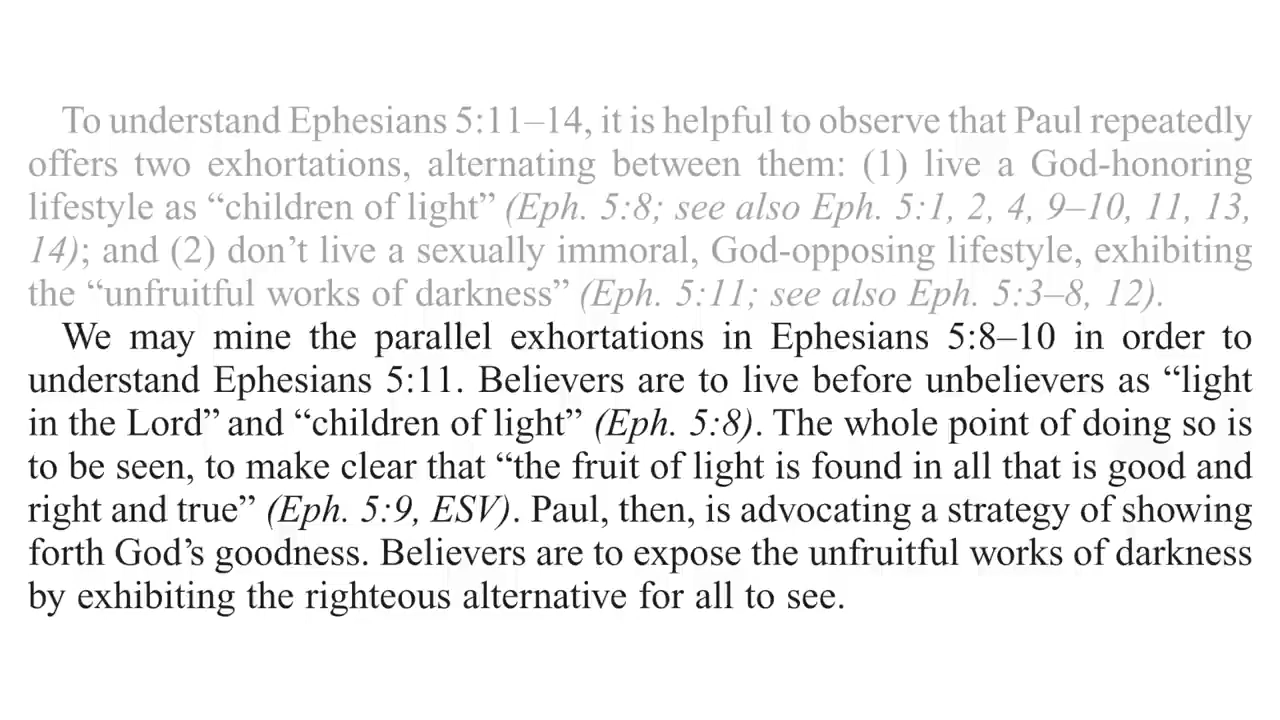 To understand Ephesians 5:11–14, it is helpful to observe that Paul repeatedly
offers two exhortations, alternating between them: (1) live a God-honoring
lifestyle as “children of light” (Eph. 5:8; see also Eph. 5:1, 2, 4, 9–10, 11, 13,
14); and (2) don’t live a sexually immoral, God-opposing lifestyle, exhibiting
the “unfruitful works of darkness” (Eph. 5:11; see also Eph. 5:3–8, 12).
We may mine the parallel exhortations in Ephesians 5:8–10 in order to
understand Ephesians 5:11. Believers are to live before unbelievers as “light
in the Lord” and “children of light” (Eph. 5:8). The whole point of doing so is
to be seen, to make clear that “the fruit of light is found in all that is good and
right and true” (Eph. 5:9, ESV). Paul, then, is advocating a strategy of showing
forth God’s goodness. Believers are to expose the unfruitful works of darkness
by exhibiting the righteous alternative for all to see.